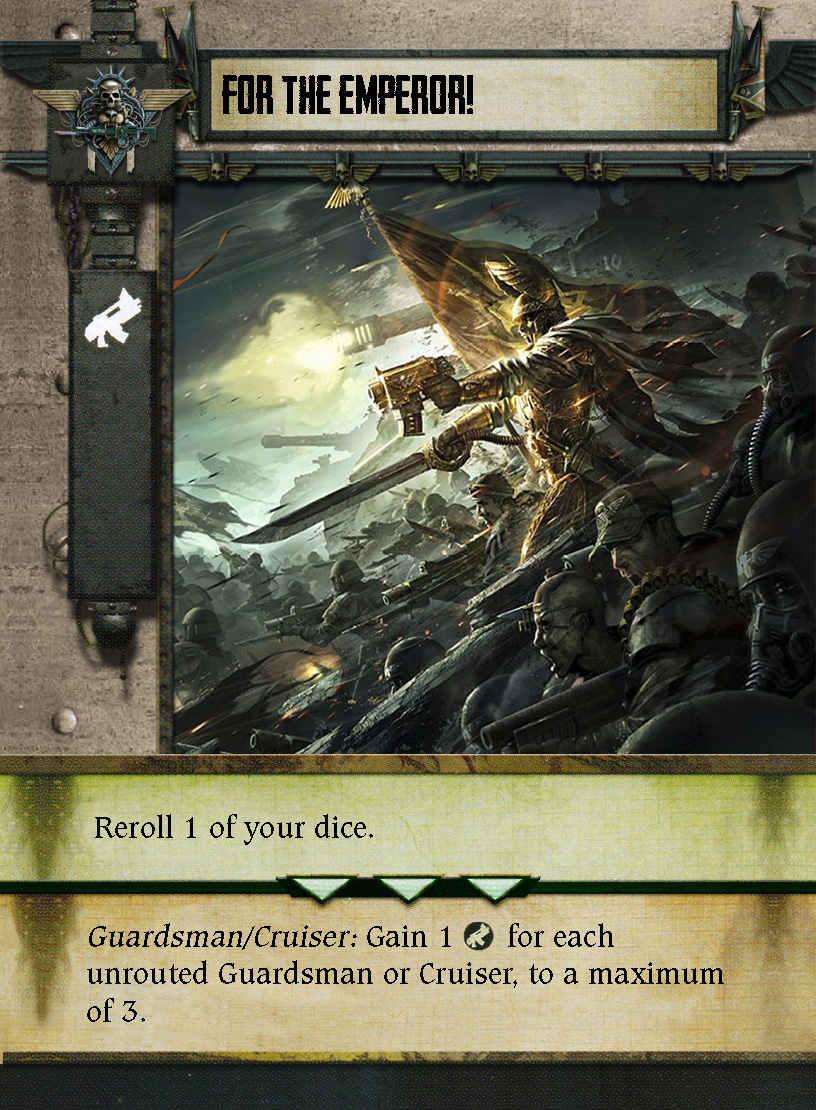 FOR THE EMPEROR!
Reroll 1 of your dice.
Guardsman/Cruiser: Gain 1 for each
unrouted Guardsman or Cruiser, to a maximum
of 3.